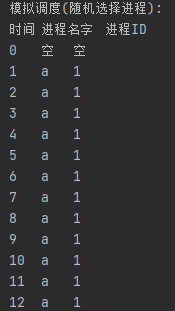 模拟调度(随机选择进程):
时间 进程名字 进程ID
0 空 空
1 a 1
2 a 1
3 a 1
4 a 1
5 a 1
6 a 1
7 a 1
8 a 1
9 a 1
10 a 1
11 a 1
12 a 1